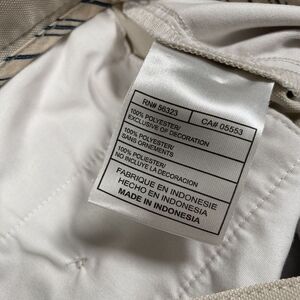 RN# 56323 CA# 05553
100% POLYESTER/
EXCLUSIVE OF DECORATION
100% POLYESTER/
SANS ORNEMENTS
100% POLYESTER/
NO INCLUYE LA DECORACION
FABRIQUE EN INDONESIE
HECHO EN INDONESIA
MADE IN INDONESIA